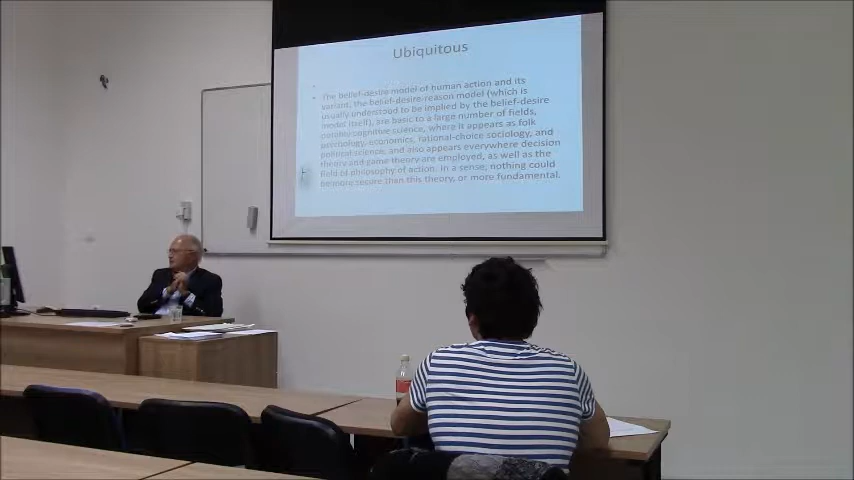 Ubiquitous
• The belief-desire model of human action and its
variant, the belief-desire-reason model (which is
usually understood to be implied by the belief-desire
model itself), are basic to a large number of fields,
notably cognitive science, where it appears as folk
psychology, economics, rational-choice sociology, and
political science, and also appears everywhere decision
theory and game theory are employed, as well as the
field of philosophy of action. In a sense, nothing could
be more secure than this theory, or more fundamental.